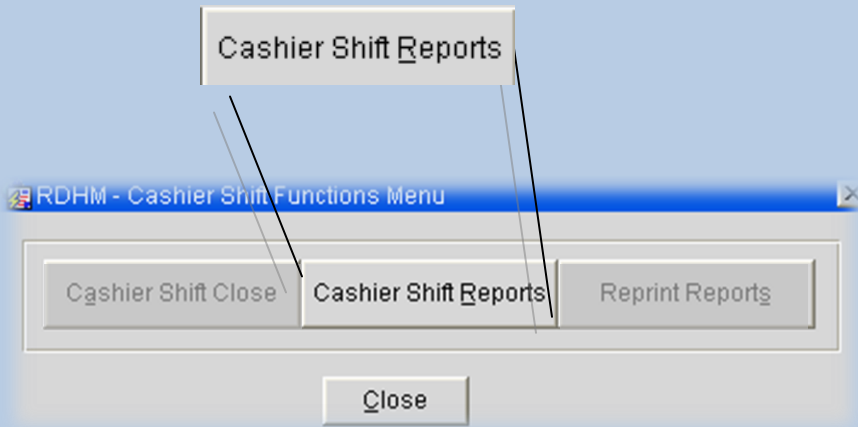 Cashier Shift Reports
RDHM - Cashier Shift Functions Menu
Cashier Shift Close
Cashier Shift Reports
Reprint Reports
Close